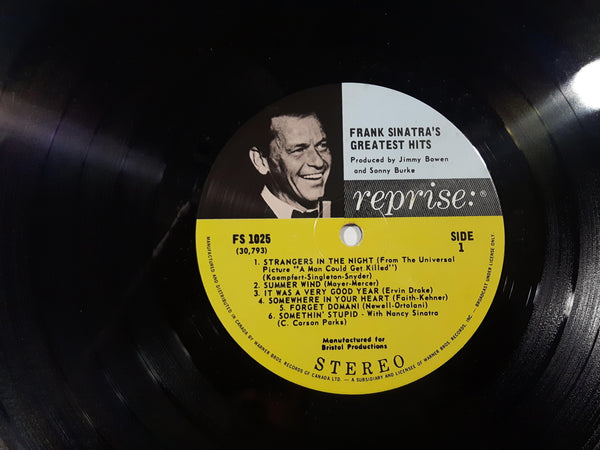 FRANK SINATRA'S
GREATEST HITS
Produced by Jimmy Bowen
and Sonny Burke
reprise:®
FS 1025
(30,793)
SIDE
1
1. STRANGERS IN THE NIGHT (From The Universal
Picture "A Man Could Get Killed")
(Kaempfert-Singleton-Snyder)
2. SUMMER WIND (Mayer-Mercer)
3. IT WAS A VERY GOOD YEAR (Ervin Drake)
4. SOMEWHERE IN YOUR HEART (Faith-Kehner)
5. FORGET DOMANI (Newell-Ortolani)
6. SOMETHIN' STUPID - With Nancy Sinatra
(C. Carson Parks)
Manufactured for
Bristol Productions
STEREO
MANUFACTURED AND DISTRIBUTED IN CANADA BY WARNER BROS. RECORDS OF CANADA LTD. — A SUBSIDIARY AND LICENSEE OF WARNER BROS. RECORDS, INC. — BROADCAST UNDER LICENSE ONLY.